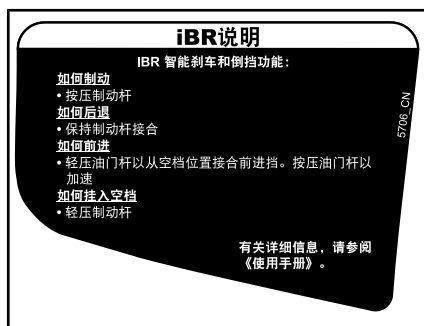 iBR说明
IBR 智能刹车和倒挡功能：
如何制动
• 按压制动杆
如何后退
• 保持制动杆接合
如何前进
• 轻压油门杆以从空档位置接合前进挡。按压油门杆以
加速
如何挂入空档
• 轻压制动杆
有关详细信息，请参阅
《使用手册》。
5706_CN